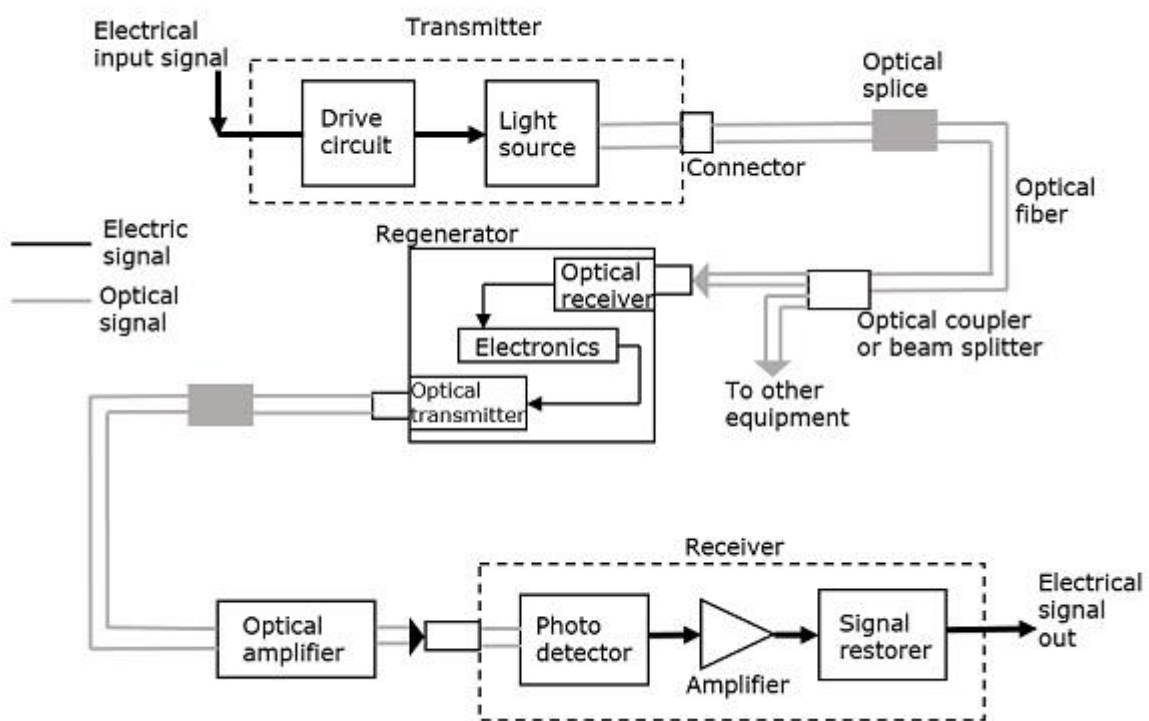 Electrical
input signal
Transmitter
Drive
circuit
Light
source
Connector
Optical
splice
Optical
fiber
Electric
signal
Optical
signal
Regenerator
Optical
receiver
Electronics
Optical
transmitter
Optical coupler
or beam splitter
To other
equipment
Receiver
Optical
amplifier
Photo
detector
Amplifier
Signal
restorer
Electrical
signal
out